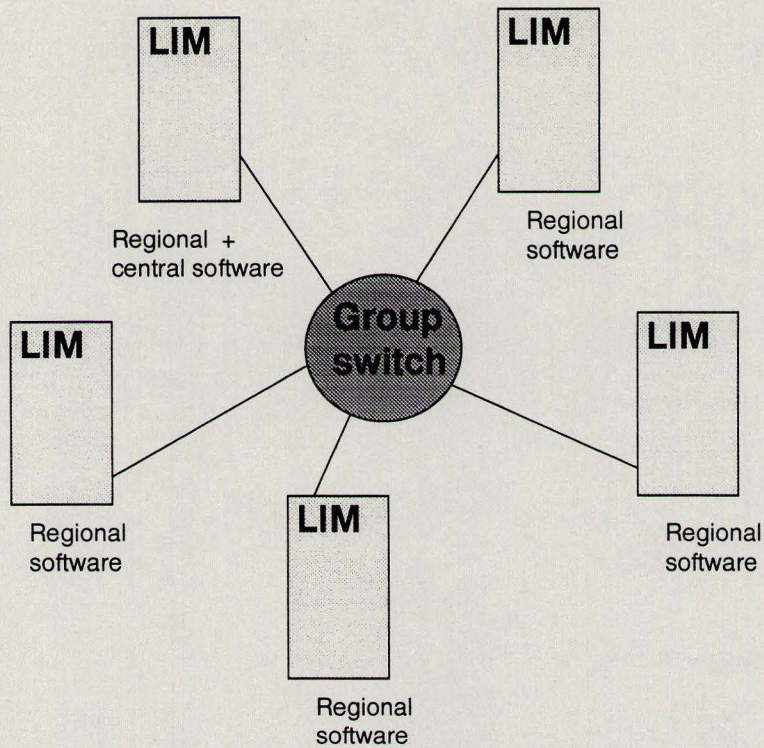 LIM
LIM
Regional +
central software
Regional
software
Group
switch
LIM
LIM
Regional
software
LIM
Regional
software
Regional
software